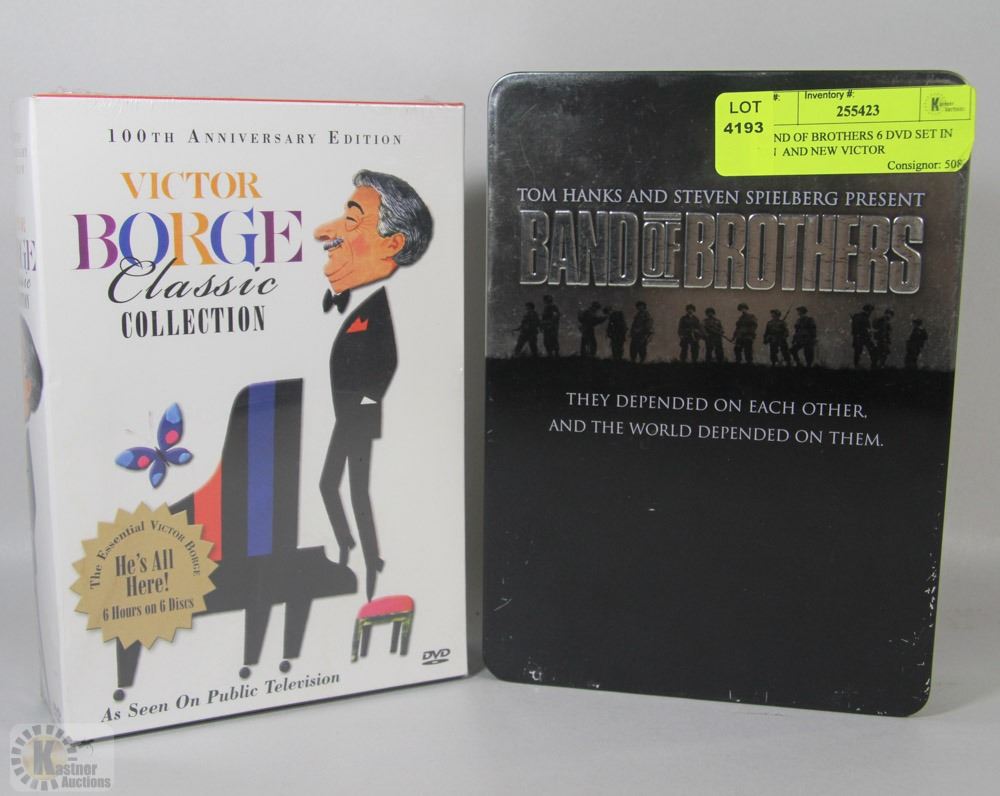 100TH ANNIVERSARY EDITION
VICTOR
BORGE
Classic
COLLECTION
The Essential VICTOR BORGE
He's All
Here!
6 Hours on 6 Discs
DVD
As Seen On Public Television
LOT
4193
#:
Inventory #:
255423
Kastner
Auctions
ND OF BROTHERS 6 DVD SET IN
N AND NEW VICTOR
Consignor: 508
TOM HANKS AND STEVEN SPIELBERG PRESENT
BAND OF BROTHERS
THEY DEPENDED ON EACH OTHER,
AND THE WORLD DEPENDED ON THEM.
Kastner
Auctions